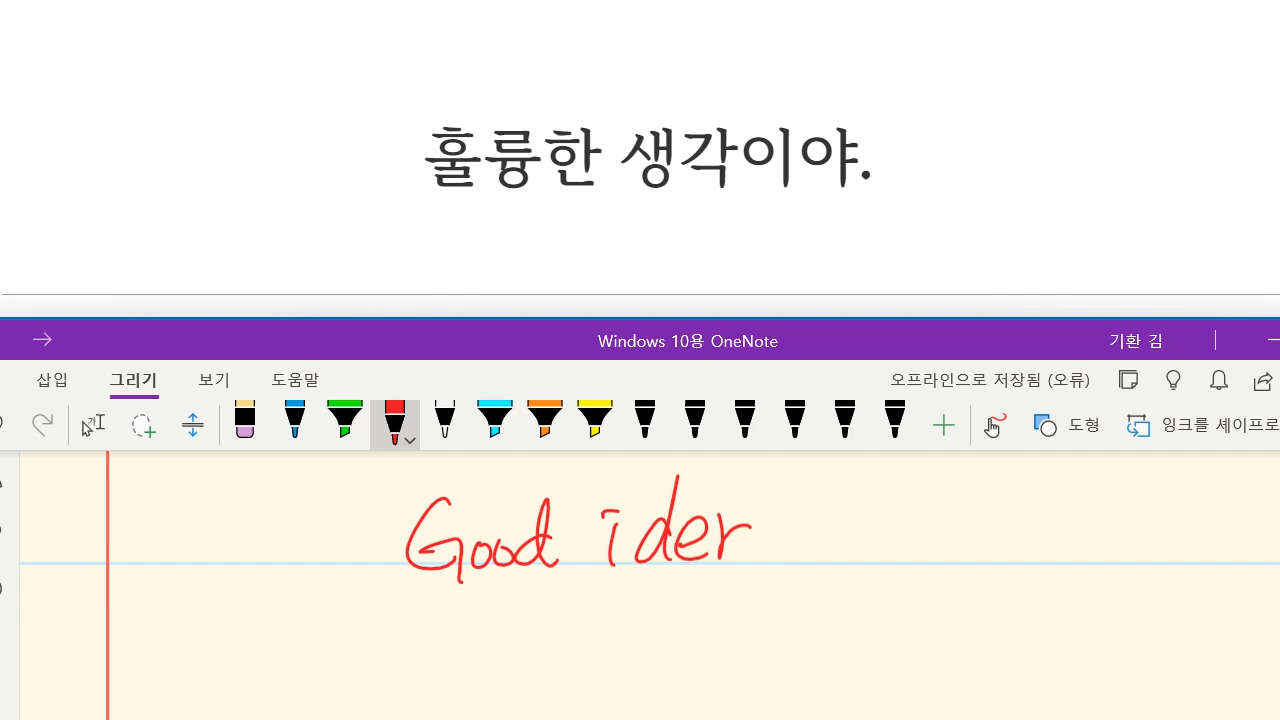 훌륭한 생각이야.
Windows 10용 OneNote 기환 김
삽입 그리기 보기 도움말 오프라인으로 저장됨 (오류)
가 도형 잉크를 셰이프로
Good ider